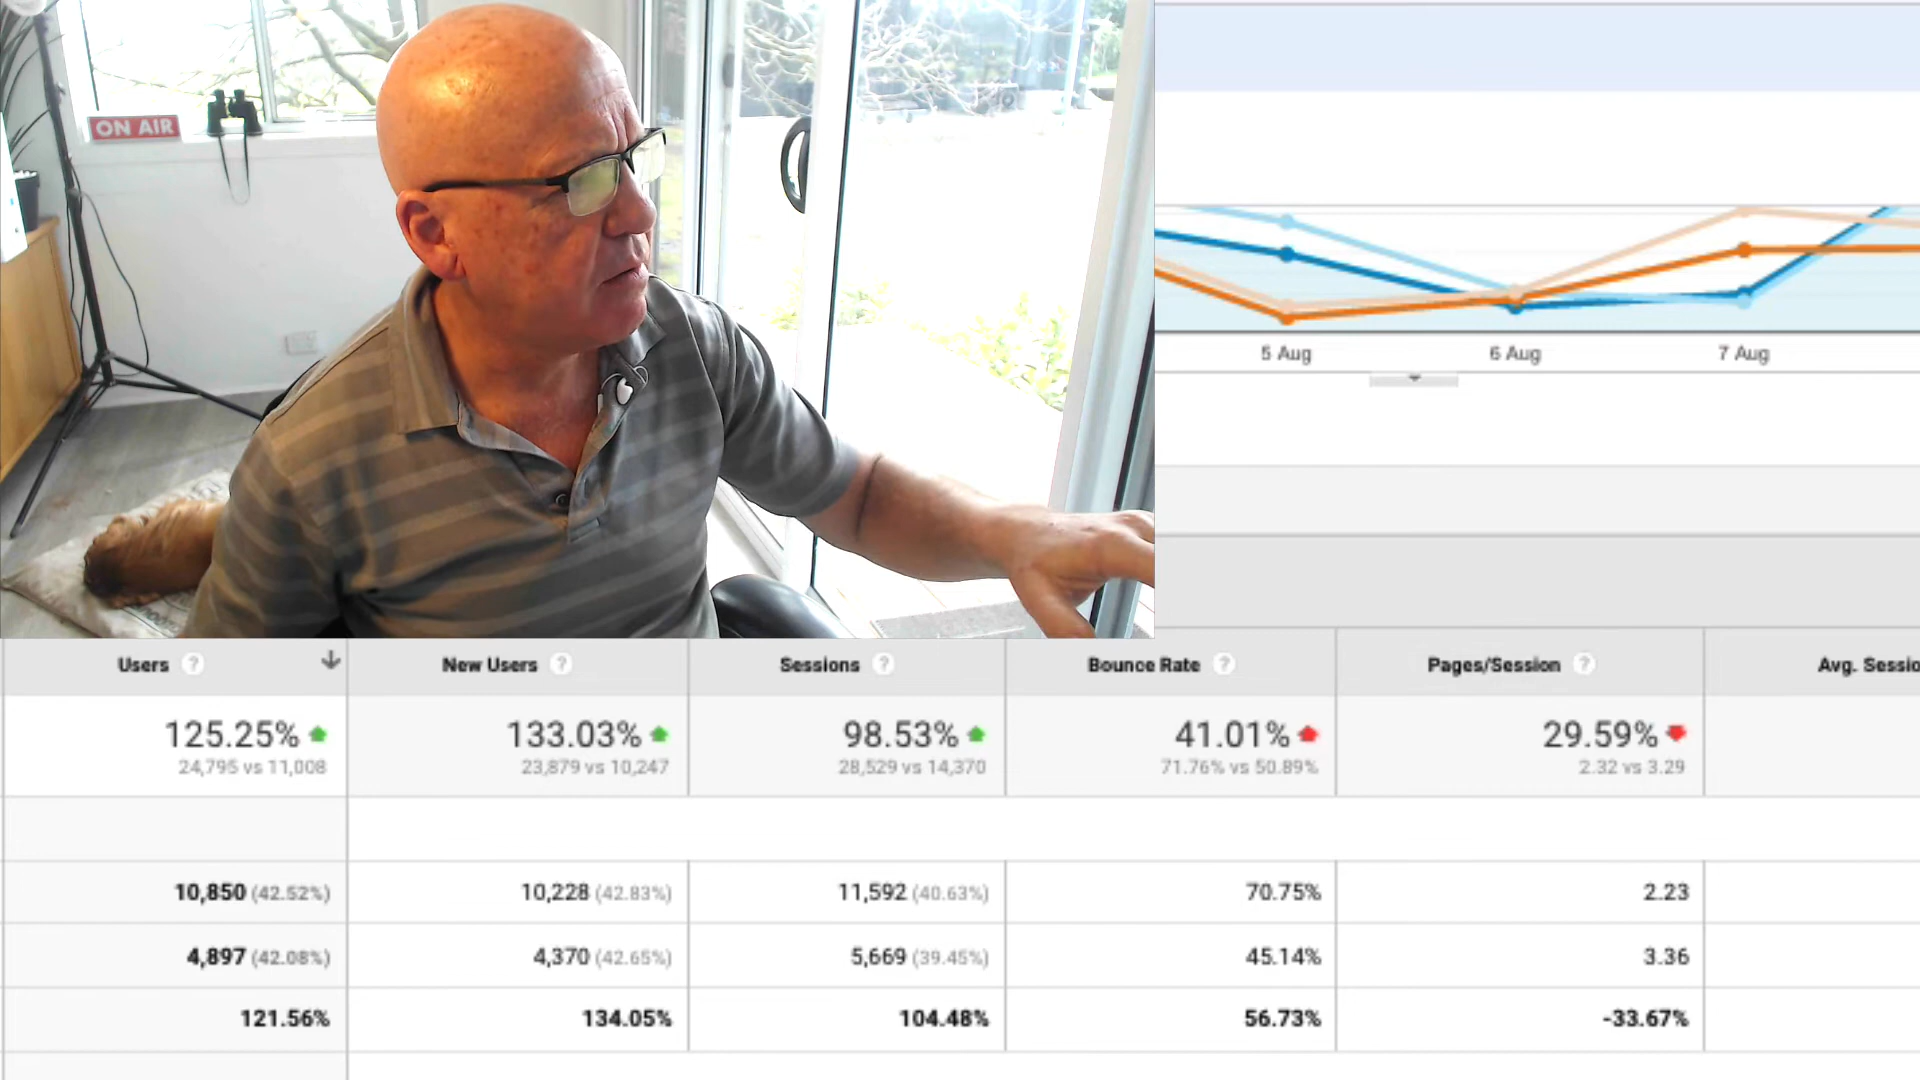 ON AIR
5 Aug 6 Aug 7 Aug
Users ? New Users ? Sessions ? Bounce Rate ? Pages/Session ? Avg. Sessio
125.25% 133.03% 98.53% 41.01% 29.59%
24,795 vs 11,008 23,879 vs 10,247 28,529 vs 14,370 71.76% vs 50.89% 2.32 vs 3.29
10,850 (42.52%) 10,228 (42.83%) 11,592 (40.63%) 70.75% 2.23
4,897 (42.08%) 4,370 (42.65%) 5,669 (39.45%) 45.14% 3.36
121.56% 134.05% 104.48% 56.73% -33.67%